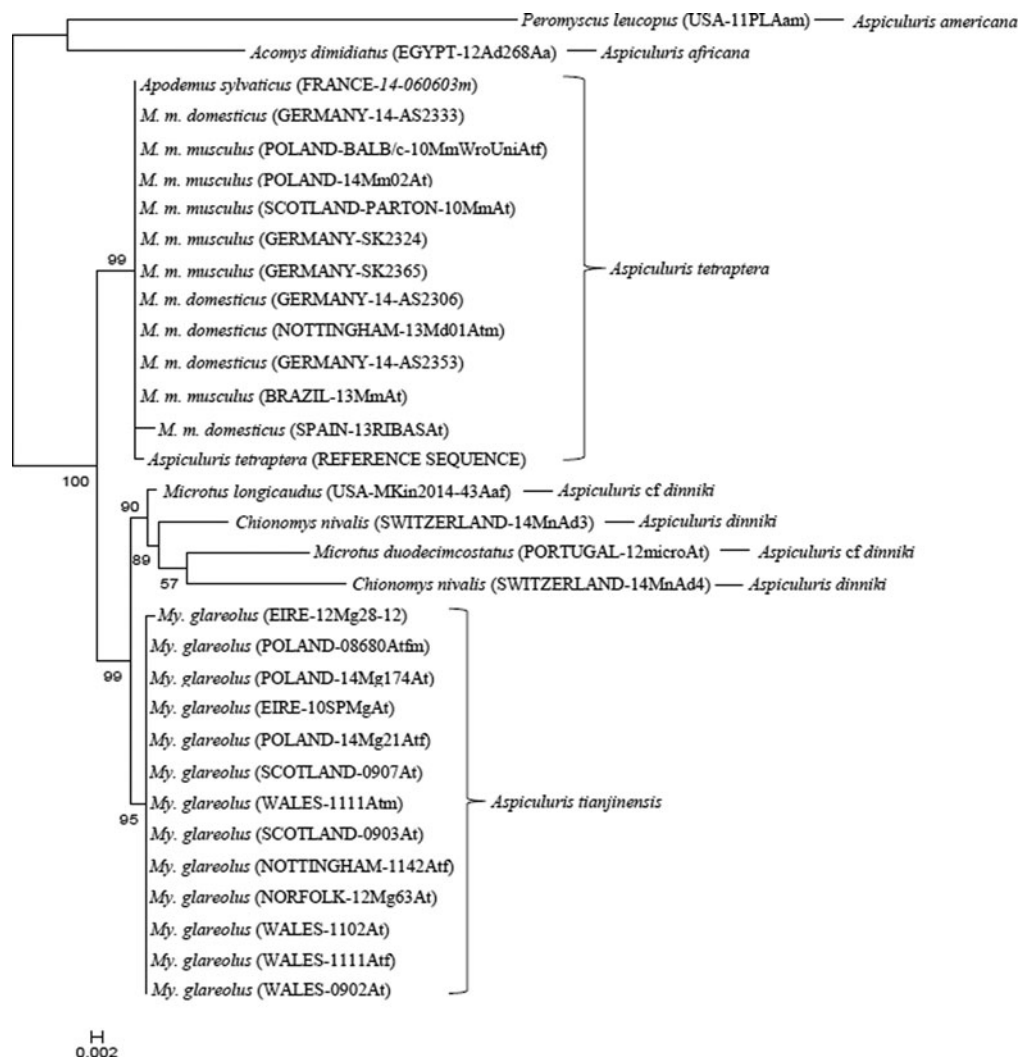 Peromyscus leucopus (USA-11PLAam) Aspiculuris americana
Acomys dimidiatus (EGYPT-12Ad268Aa) Aspiculuris africana
Apodemus sylvaticus (FRANCE-14-060603m)
M. m. domesticus (GERMANY-14-AS2333)
M. m. musculus (POLAND-BALB/c-10MmWroUniAtf)
M. m. musculus (POLAND-14Mm02At)
M. m. musculus (SCOTLAND-PARTON-10MmAt)
M. m. musculus (GERMANY-SK2324)
99
M. m. musculus (GERMANY-SK2365) Aspiculuris tetraptera
M. m. domesticus (GERMANY-14-AS2306)
M. m. domesticus (NOTTINGHAM-13Md01Atm)
M. m. domesticus (GERMANY-14-AS2353)
M. m. musculus (BRAZIL-13MmAt)
M. m. domesticus (SPAIN-13RIBASAt)
Aspiculuris tetraptera (REFERENCE SEQUENCE)
100
Microtus longicaudus (USA-MKin2014-43Aaf) Aspiculuris cf dinniki
90
Chionomys nivalis (SWITZERLAND-14MnAd3) Aspiculuris dinniki
Microtus duodecimcostatus (PORTUGAL-12microAt) Aspiculuris cf dinniki
89
57
Chionomys nivalis (SWITZERLAND-14MnAd4) Aspiculuris dinniki
My. glareolus (EIRE-12Mg28-12)
My. glareolus (POLAND-08680Atfm)
99
My. glareolus (POLAND-14Mg174At)
My. glareolus (EIRE-10SPMgAt)
My. glareolus (POLAND-14Mg21Atf)
My. glareolus (SCOTLAND-0907At)
My. glareolus (WALES-1111Atm) Aspiculuris tianjinensis
95
My. glareolus (SCOTLAND-0903At)
My. glareolus (NOTTINGHAM-1142Atf)
My. glareolus (NORFOLK-12Mg63At)
My. glareolus (WALES-1102At)
My. glareolus (WALES-1111Atf)
My. glareolus (WALES-0902At)
0.002